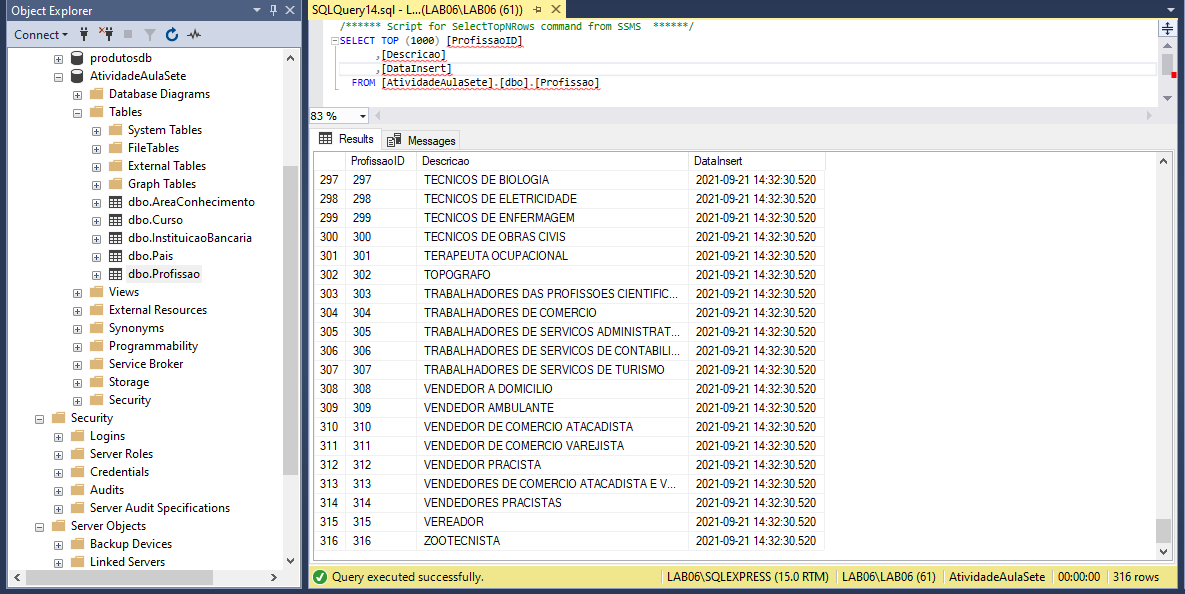 Object Explorer
Connect
produtosdb
AtividadeAulaSete
Database Diagrams
Tables
System Tables
FileTables
External Tables
Graph Tables
dbo.AreaConhecimento
dbo.Curso
dbo.InstituicaoBancaria
dbo.Pais
dbo.Profissao
Views
External Resources
Synonyms
Programmability
Service Broker
Storage
Security
Security
Logins
Server Roles
Credentials
Audits
Server Audit Specifications
Server Objects
Backup Devices
Linked Servers
SQLQuery14.sql - L...(LAB06\LAB06 (61))
/****** Script for SelectTopNRows command from SSMS  ******/
SELECT TOP (1000) [ProfissaoID]
,[Descricao]
,[DataInsert]
FROM [AtividadeAulaSete].[dbo].[Profissao]
83 %
Results Messages
ProfissaoID Descricao DataInsert
297 297 TECNICOS DE BIOLOGIA 2021-09-21 14:32:30.520
298 298 TECNICOS DE ELETRICIDADE 2021-09-21 14:32:30.520
299 299 TECNICOS DE ENFERMAGEM 2021-09-21 14:32:30.520
300 300 TECNICOS DE OBRAS CIVIS 2021-09-21 14:32:30.520
301 301 TERAPEUTA OCUPACIONAL 2021-09-21 14:32:30.520
302 302 TOPOGRAFO 2021-09-21 14:32:30.520
303 303 TRABALHADORES DAS PROFISSOES CIENTIFIC... 2021-09-21 14:32:30.520
304 304 TRABALHADORES DE COMERCIO 2021-09-21 14:32:30.520
305 305 TRABALHADORES DE SERVICOS ADMINISTRAT... 2021-09-21 14:32:30.520
306 306 TRABALHADORES DE SERVICOS DE CONTABILI... 2021-09-21 14:32:30.520
307 307 TRABALHADORES DE SERVICOS DE TURISMO 2021-09-21 14:32:30.520
308 308 VENDEDOR A DOMICILIO 2021-09-21 14:32:30.520
309 309 VENDEDOR AMBULANTE 2021-09-21 14:32:30.520
310 310 VENDEDOR DE COMERCIO ATACADISTA 2021-09-21 14:32:30.520
311 311 VENDEDOR DE COMERCIO VAREJISTA 2021-09-21 14:32:30.520
312 312 VENDEDOR PRACISTA 2021-09-21 14:32:30.520
313 313 VENDEDORES DE COMERCIO ATACADISTA E V... 2021-09-21 14:32:30.520
314 314 VENDEDORES PRACISTAS 2021-09-21 14:32:30.520
315 315 VEREADOR 2021-09-21 14:32:30.520
316 316 ZOOTECNISTA 2021-09-21 14:32:30.520
Query executed successfully. LAB06\SQLEXPRESS (15.0 RTM) LAB06\LAB06 (61) AtividadeAulaSete 00:00:00 316 rows